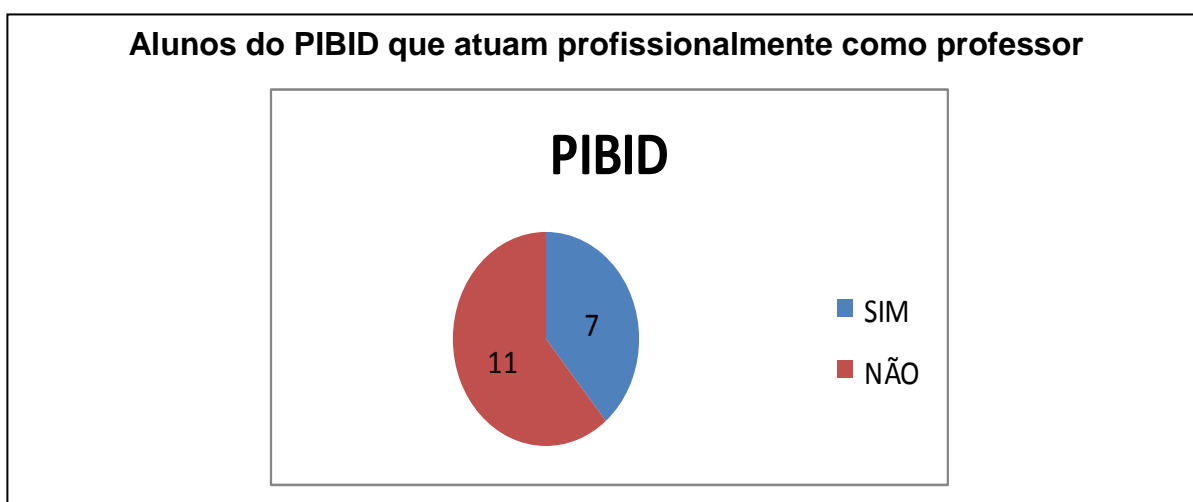 Alunos do PIBID que atuam profissionalmente como professor
PIBID
7
11
SIM
NÃO